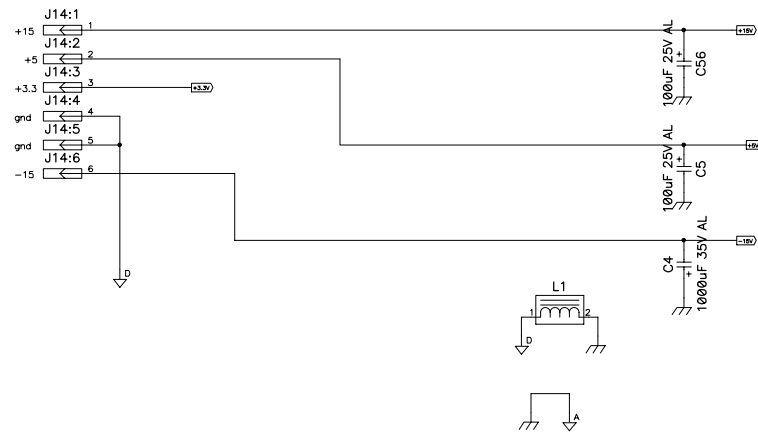 J14:1
+15
1
+15V
J14:2
+5
2
100uF 25V AL
+
C56
J14:3
+3.3
3
+3.3V
J14:4
gnd
4
J14:5
gnd
5
+5V
J14:6
-15
6
100uF 25V AL
+
C5
-15V
D
C4
+
1000uF 35V AL
L1
1
2
D
A